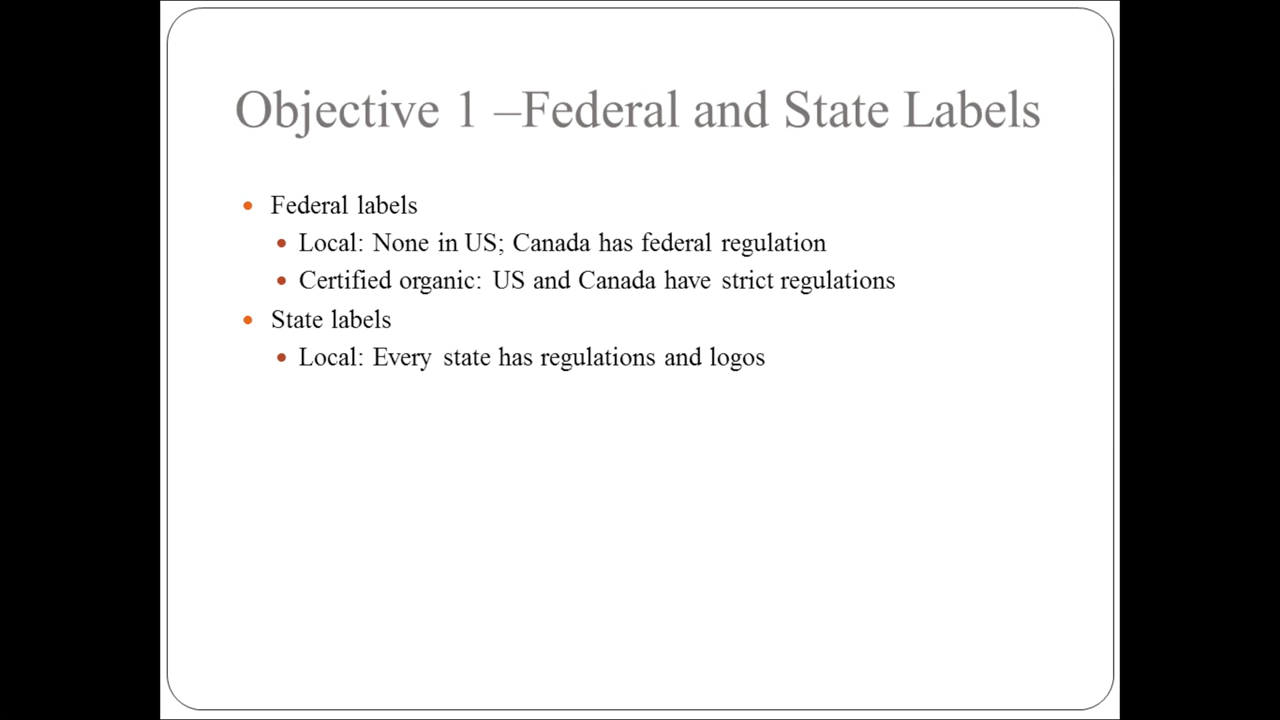 Objective 1 –Federal and State Labels
• Federal labels
• Local: None in US; Canada has federal regulation
• Certified organic: US and Canada have strict regulations
• State labels
• Local: Every state has regulations and logos